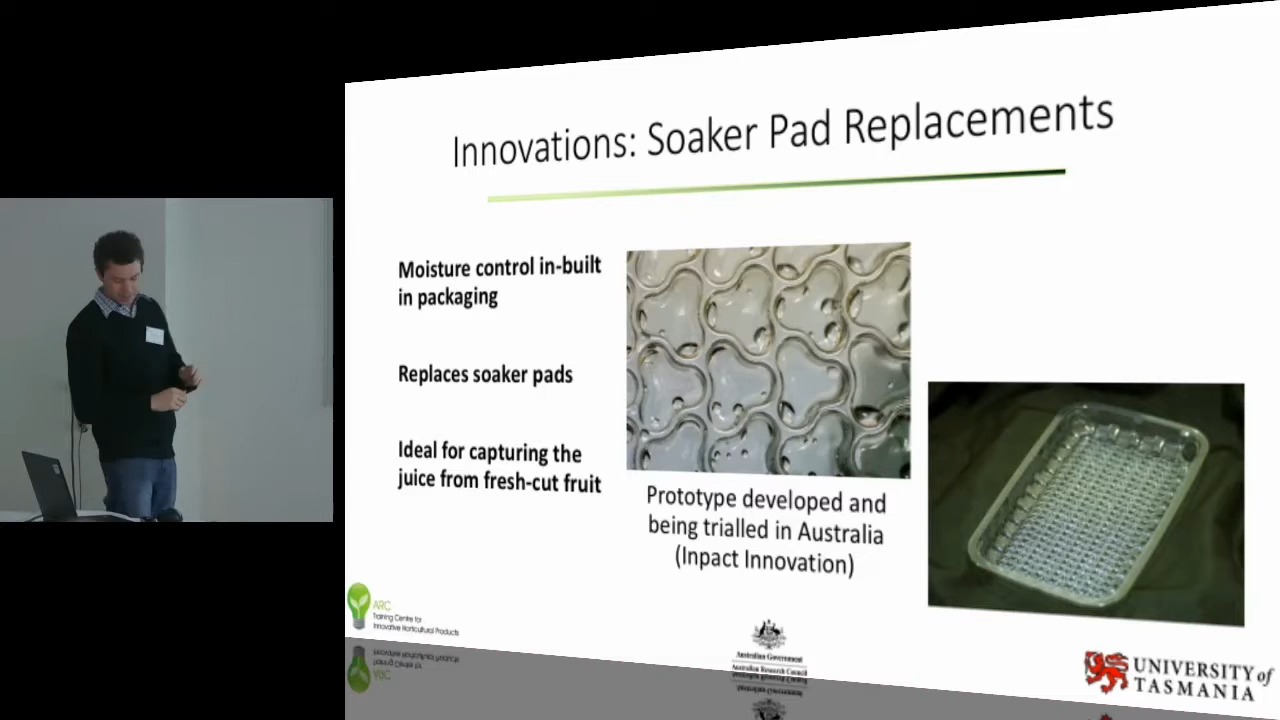 Innovations: Soaker Pad Replacements
Moisture control in-built
in packaging
Replaces soaker pads
Ideal for capturing the
juice from fresh-cut fruit
Prototype developed and
being trialled in Australia
(Inpact Innovation)
ARC
Training Centre for
Innovative Horticultural Products
Australian Government
Australian Research Council
UNIVERSITY of
TASMANIA